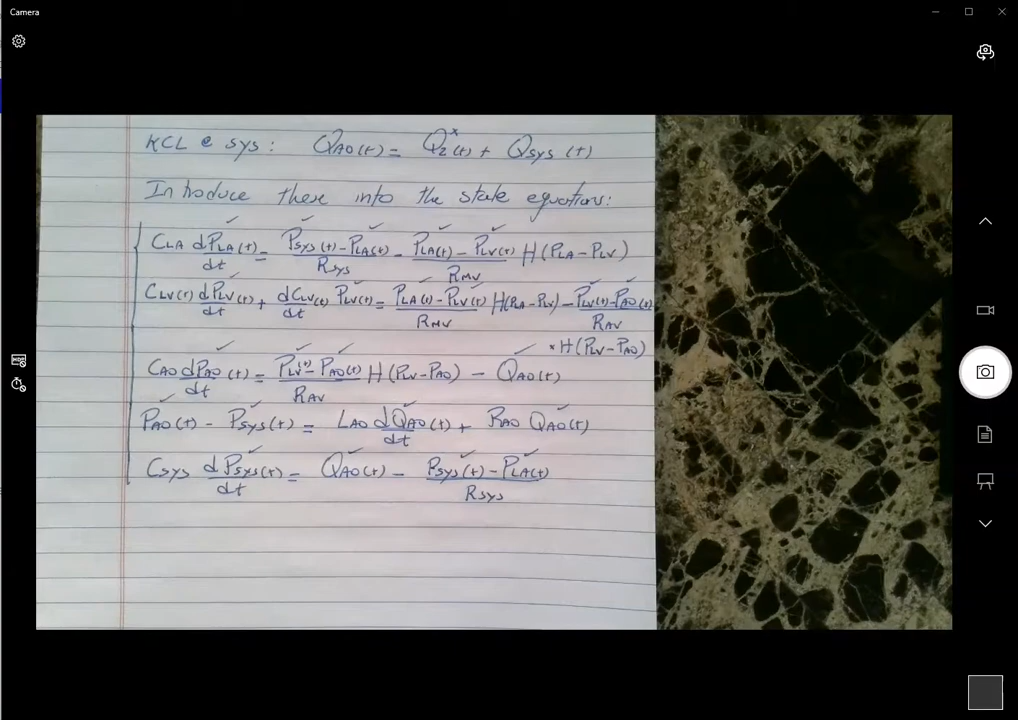 Camera
KCL @ sys: QAO(t) = Q2*(t) + Qsys(t)
Introduce these into the state equations:
CLA dPLA(t)/dt = (Psys(t) - PLA(t))/Rsys - (PLA(t) - PLV(t))/RMV H(PLA - PLV)
CLV(t) dPLV(t)/dt + dCLV(t)/dt PLV(t) = (PLA(t) - PLV(t))/RMV H(PLA - PLV) - (PLV(t) - PAO(t))/RAV
* H(PLV - PAO)
CAO dPAO(t)/dt = (PLV(t) - PAO(t))/RAV H(PLV - PAO) - QAO(t)
PAO(t) - Psys(t) = LAO dQAO(t)/dt + RAO QAO(t)
Csys dPsys(t)/dt = QAO(t) - (Psys(t) - PLA(t))/Rsys